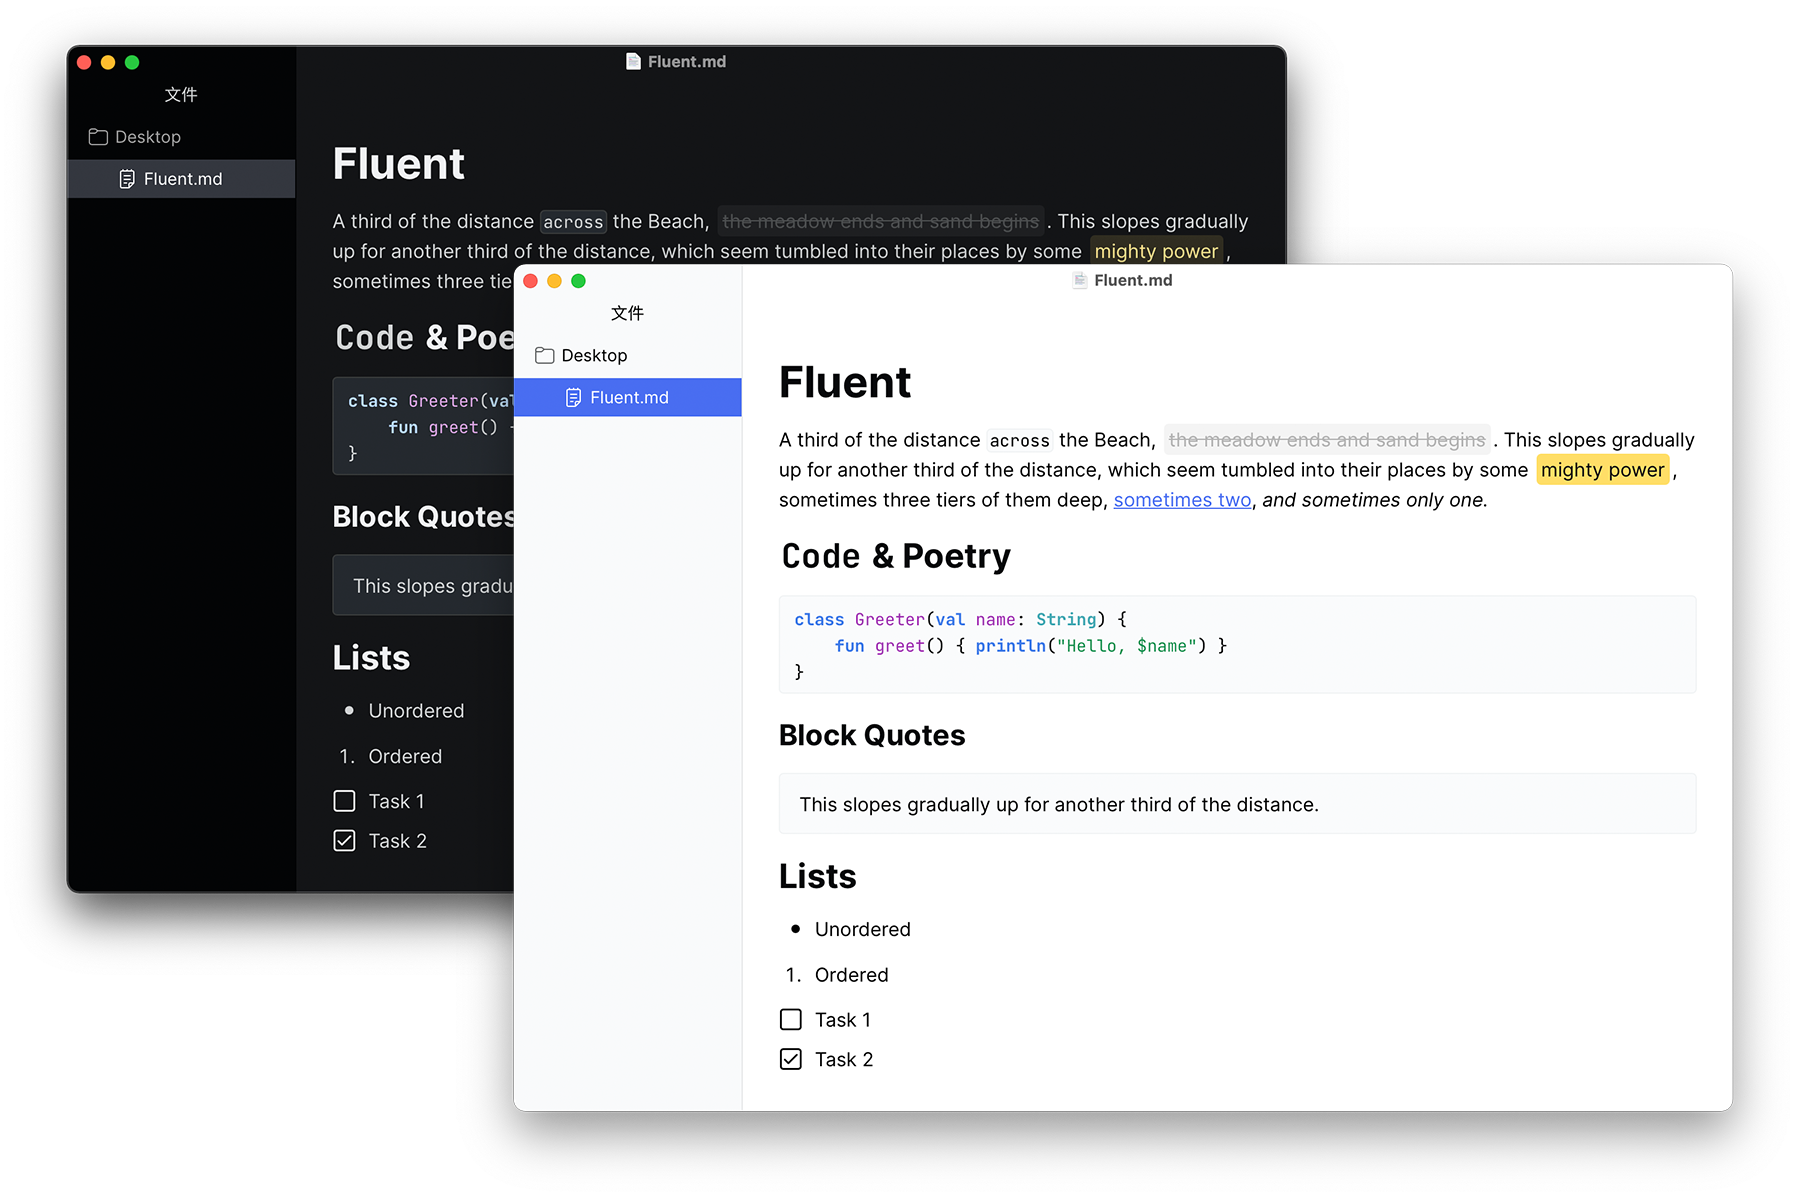 Fluent.md
文件
Desktop
Fluent.md
Fluent
A third of the distance across the Beach, the meadow ends and sand begins. This slopes gradually
up for another third of the distance, which seem tumbled into their places by some mighty power,
sometimes three tie
Code & Poe
class Greeter(val
fun greet()
}
Block Quotes
This slopes gradu
Lists
• Unordered
1. Ordered
Task 1
Task 2
Fluent.md
文件
Desktop
Fluent.md
Fluent
A third of the distance across the Beach, the meadow ends and sand begins. This slopes gradually
up for another third of the distance, which seem tumbled into their places by some mighty power,
sometimes three tiers of them deep, sometimes two, and sometimes only one.
Code & Poetry
class Greeter(val name: String) {
fun greet() { println("Hello, $name") }
}
Block Quotes
This slopes gradually up for another third of the distance.
Lists
• Unordered
1. Ordered
Task 1
Task 2